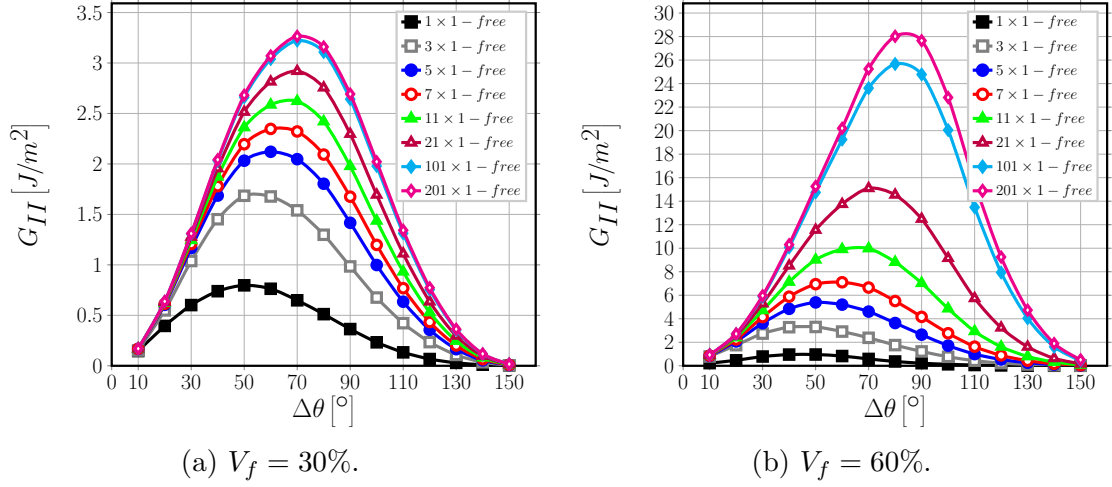 G_{II} [J/m^2]
3.5
3
2.5
2
1.5
1
0.5
0
0 10 30 50 70 90 110 130 150
Δθ [°]
1 × 1 − free
3 × 1 − free
5 × 1 − free
7 × 1 − free
11 × 1 − free
21 × 1 − free
101 × 1 − free
201 × 1 − free
(a) V_f = 30%.
G_{II} [J/m^2]
30
28
26
24
22
20
18
16
14
12
10
8
6
4
2
0
0 10 30 50 70 90 110 130 150
Δθ [°]
1 × 1 − free
3 × 1 − free
5 × 1 − free
7 × 1 − free
11 × 1 − free
21 × 1 − free
101 × 1 − free
201 × 1 − free
(b) V_f = 60%.